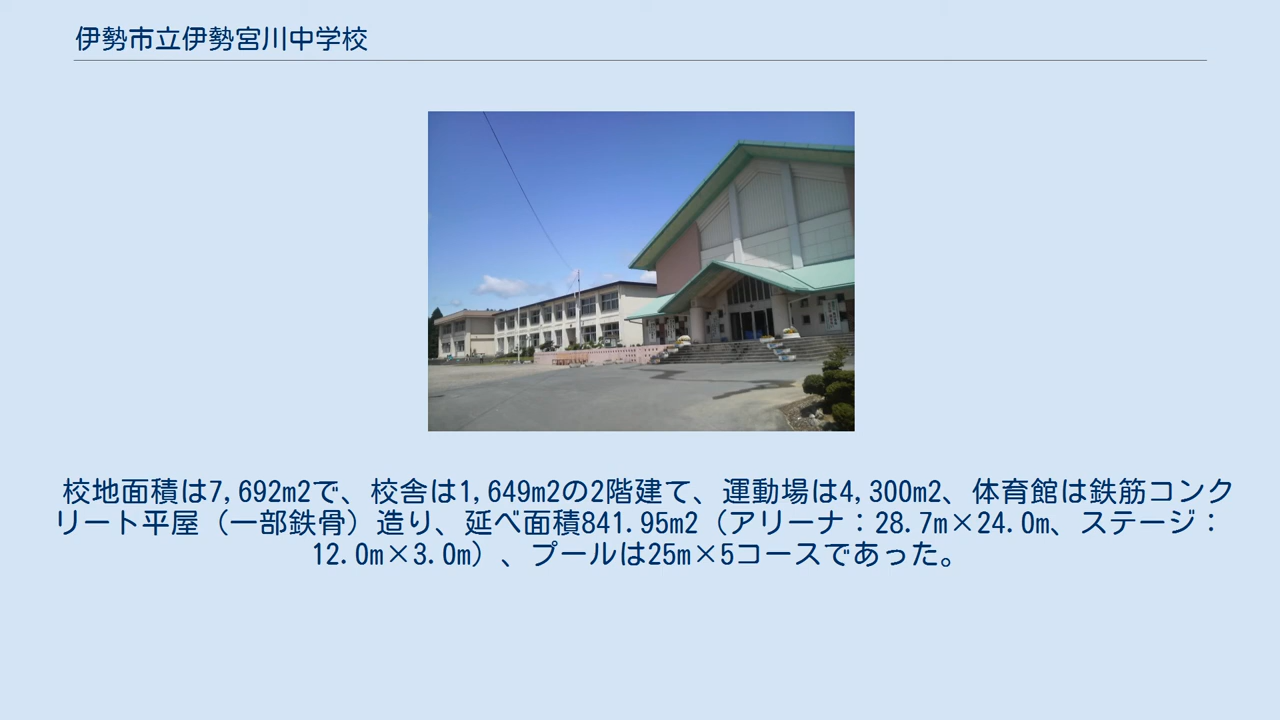 伊勢市立伊勢宮川中学校
校地面積は7,692m2で、校舎は1,649m2の2階建て、運動場は4,300m2、体育館は鉄筋コンク
リート平屋（一部鉄骨）造り、延べ面積841.95m2（アリーナ：28.7m×24.0m、ステージ：
12.0m×3.0m）、プールは25m×5コースであった。